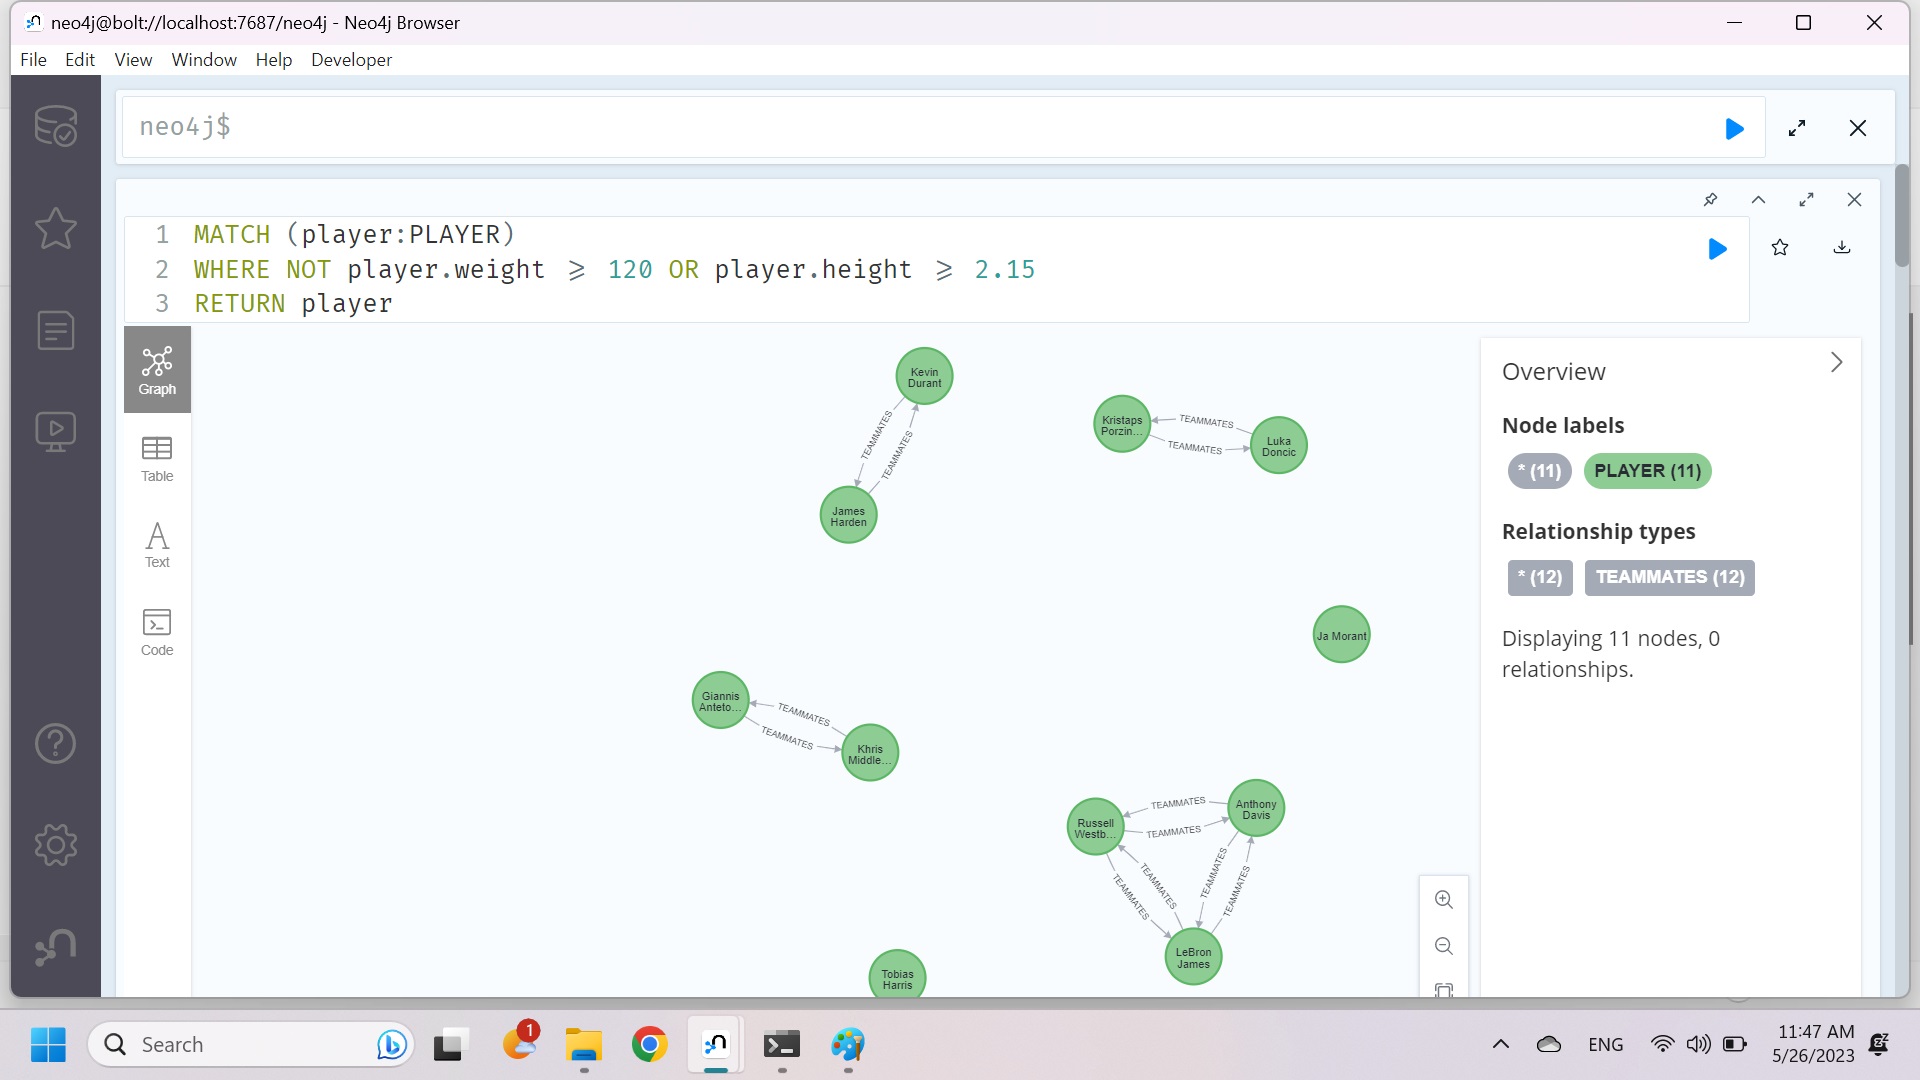 neo4j@bolt://localhost:7687/neo4j - Neo4j Browser
File Edit View Window Help Developer
neo4j$
1 MATCH (player:PLAYER)
2 WHERE NOT player.weight ≥ 120 OR player.height ≥ 2.15
3 RETURN player
Graph
Table
Text
Code
Kevin
Durant
TEAMMATES
TEAMMATES
James
Harden
Kristaps
Porzin...
TEAMMATES
TEAMMATES
Luka
Doncic
Ja Morant
Giannis
Anteto...
TEAMMATES
TEAMMATES
Khris
Middle...
Russell
Westb...
TEAMMATES
TEAMMATES
Anthony
Davis
TEAMMATES
TEAMMATES
TEAMMATES
TEAMMATES
LeBron
James
Tobias
Harris
Overview
Node labels
* (11) PLAYER (11)
Relationship types
* (12) TEAMMATES (12)
Displaying 11 nodes, 0
relationships.
Search
1
ENG
11:47 AM
5/26/2023